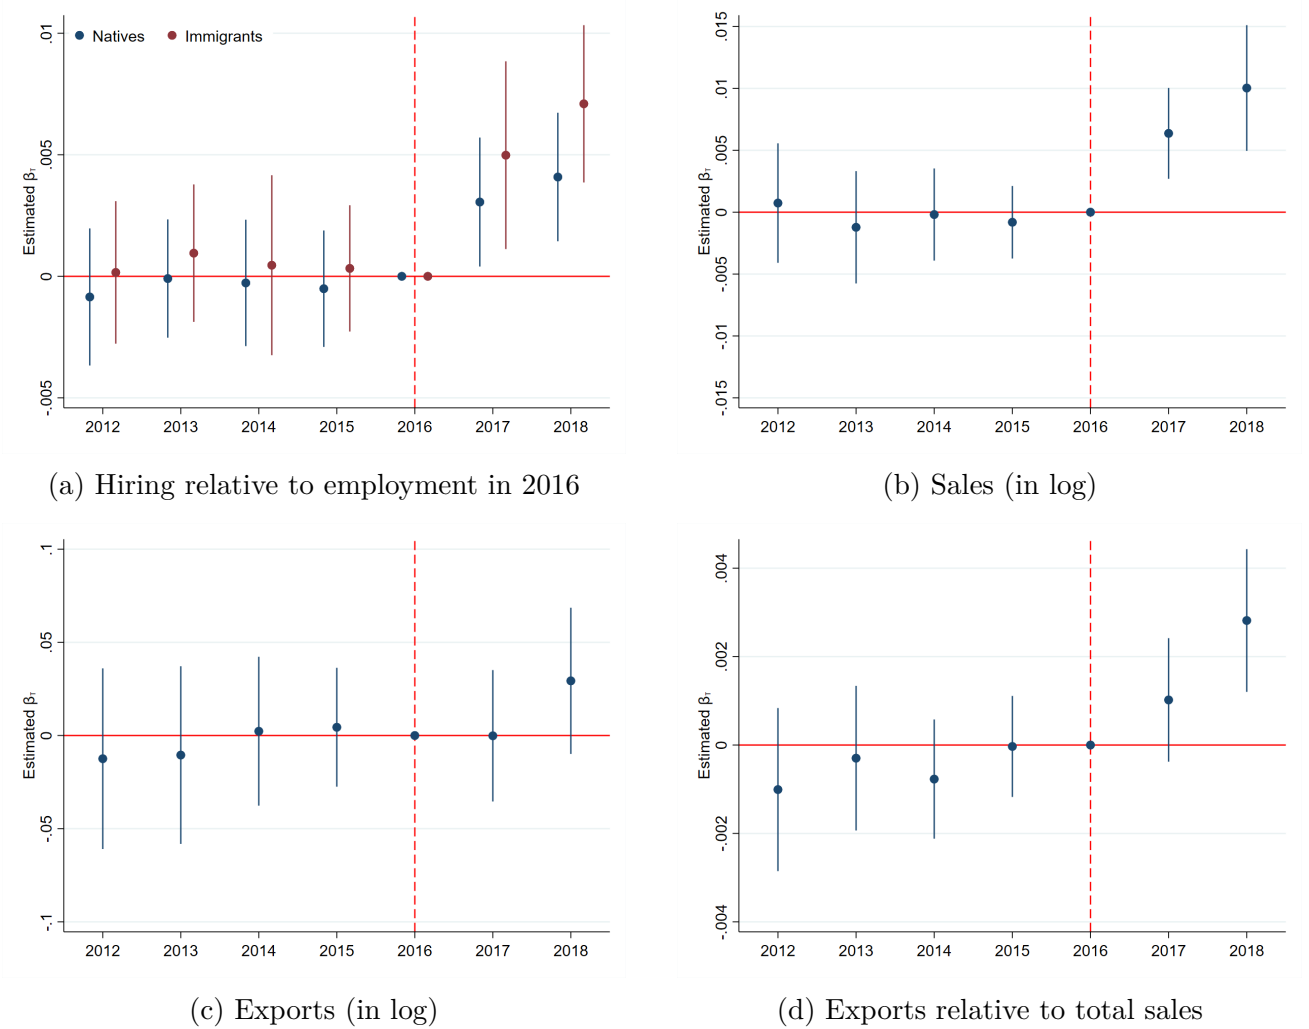 Natives Immigrants
Estimated βτ
.01
.005
0
-.005
2012 2013 2014 2015 2016 2017 2018
(a) Hiring relative to employment in 2016
Estimated βτ
.015
.01
.005
0
-.005
-.01
-.015
2012 2013 2014 2015 2016 2017 2018
(b) Sales (in log)
Estimated βτ
.1
.05
0
-.05
-.1
2012 2013 2014 2015 2016 2017 2018
(c) Exports (in log)
Estimated βτ
.004
.002
0
-.002
-.004
2012 2013 2014 2015 2016 2017 2018
(d) Exports relative to total sales